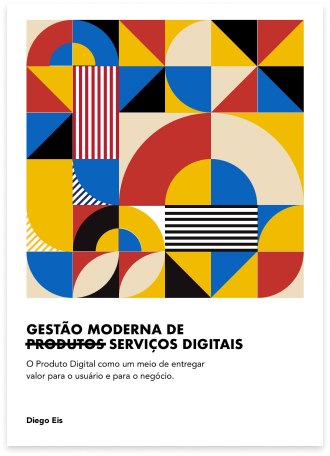 GESTÃO MODERNA DE
PRODUTOS SERVIÇOS DIGITAIS
O Produto Digital como um meio de entregar
valor para o usuário e para o negócio.
Diego Eis